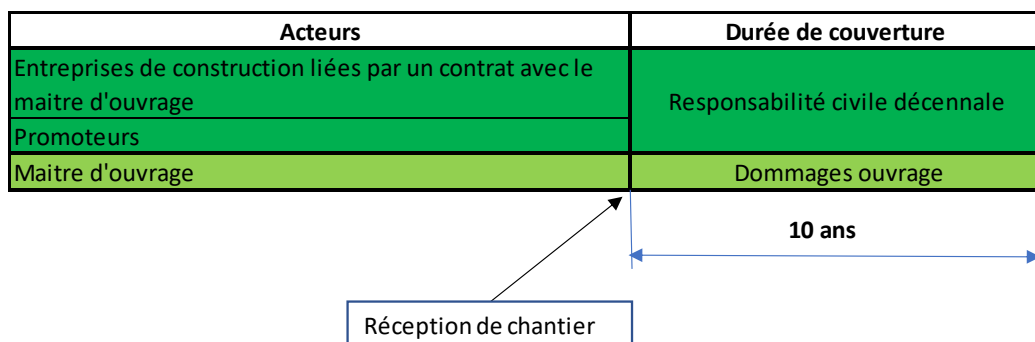 Acteurs
Durée de couverture
Entreprises de construction liées par un contrat avec le
maitre d'ouvrage
Responsabilité civile décennale
Promoteurs
Maitre d'ouvrage
Dommages ouvrage
10 ans
Réception de chantier